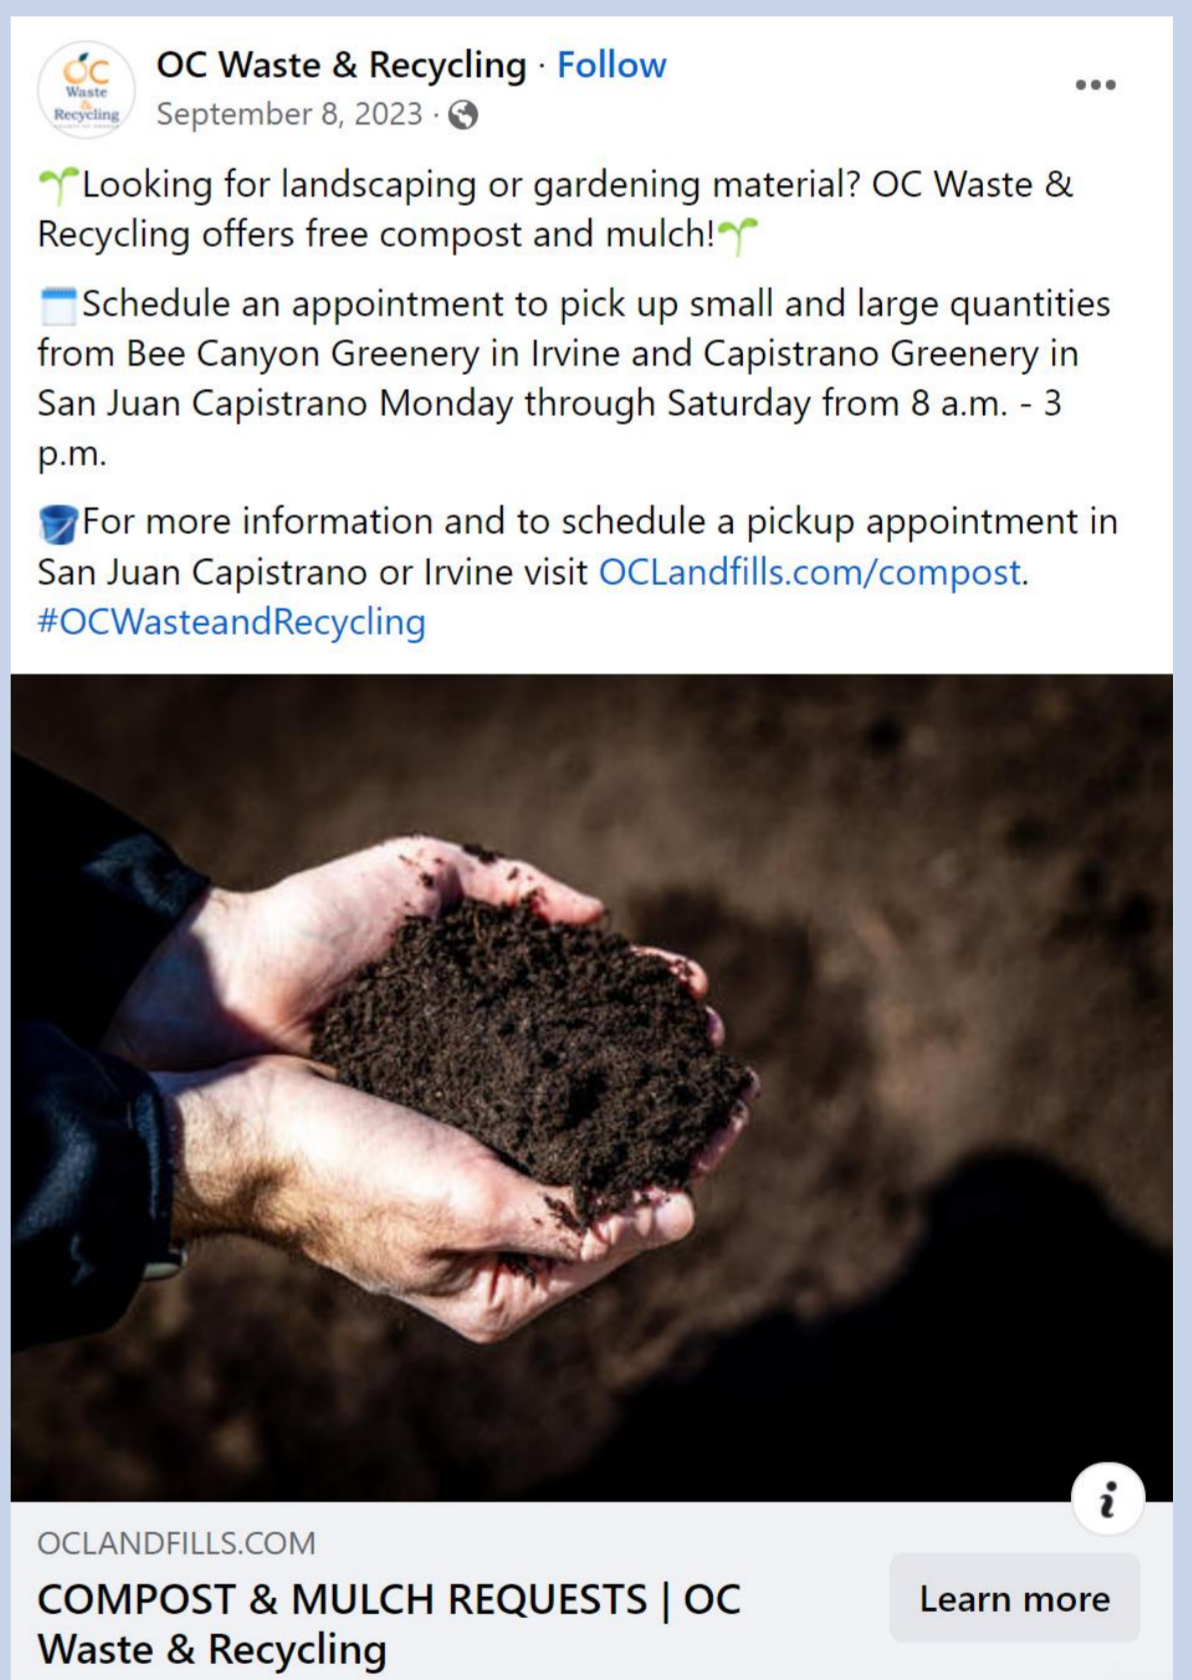 OC
Waste
&
Recycling
OC Waste & Recycling · Follow
September 8, 2023 ·
🌱Looking for landscaping or gardening material? OC Waste &
Recycling offers free compost and mulch!🌱
🗓️Schedule an appointment to pick up small and large quantities
from Bee Canyon Greenery in Irvine and Capistrano Greenery in
San Juan Capistrano Monday through Saturday from 8 a.m. - 3
p.m.
🪣For more information and to schedule a pickup appointment in
San Juan Capistrano or Irvine visit OCLandfills.com/compost.
#OCWasteandRecycling
i
OCLANDFILLS.COM
COMPOST & MULCH REQUESTS | OC
Waste & Recycling
Learn more